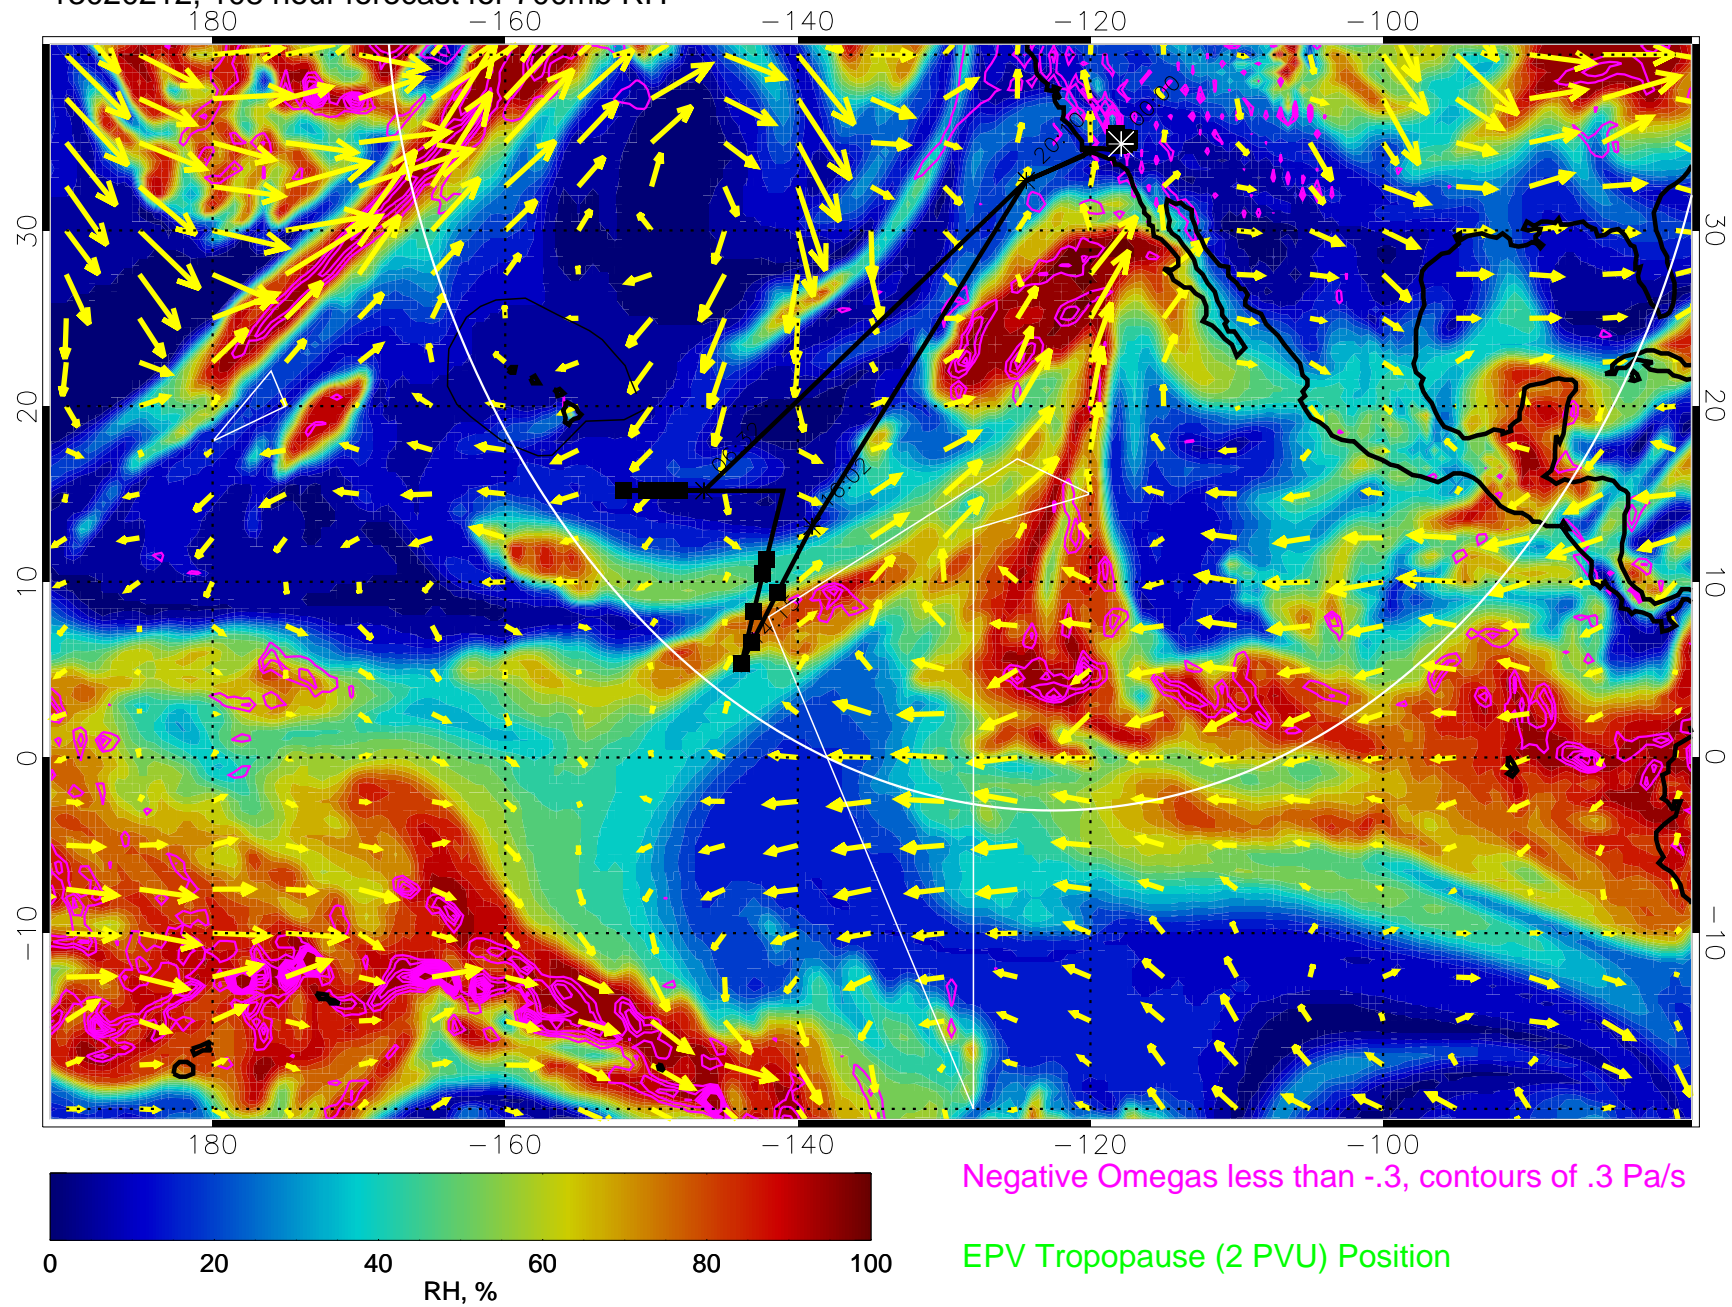 180 −160 −140 −120 −100
30 30
20 20
10 10
0 0
−10 −10
180 −160 −140 −120 −100
0 20 40 60 80 100
RH, %
Negative Omegas less than -.3, contours of .3 Pa/s
EPV Tropopause (2 PVU) Position